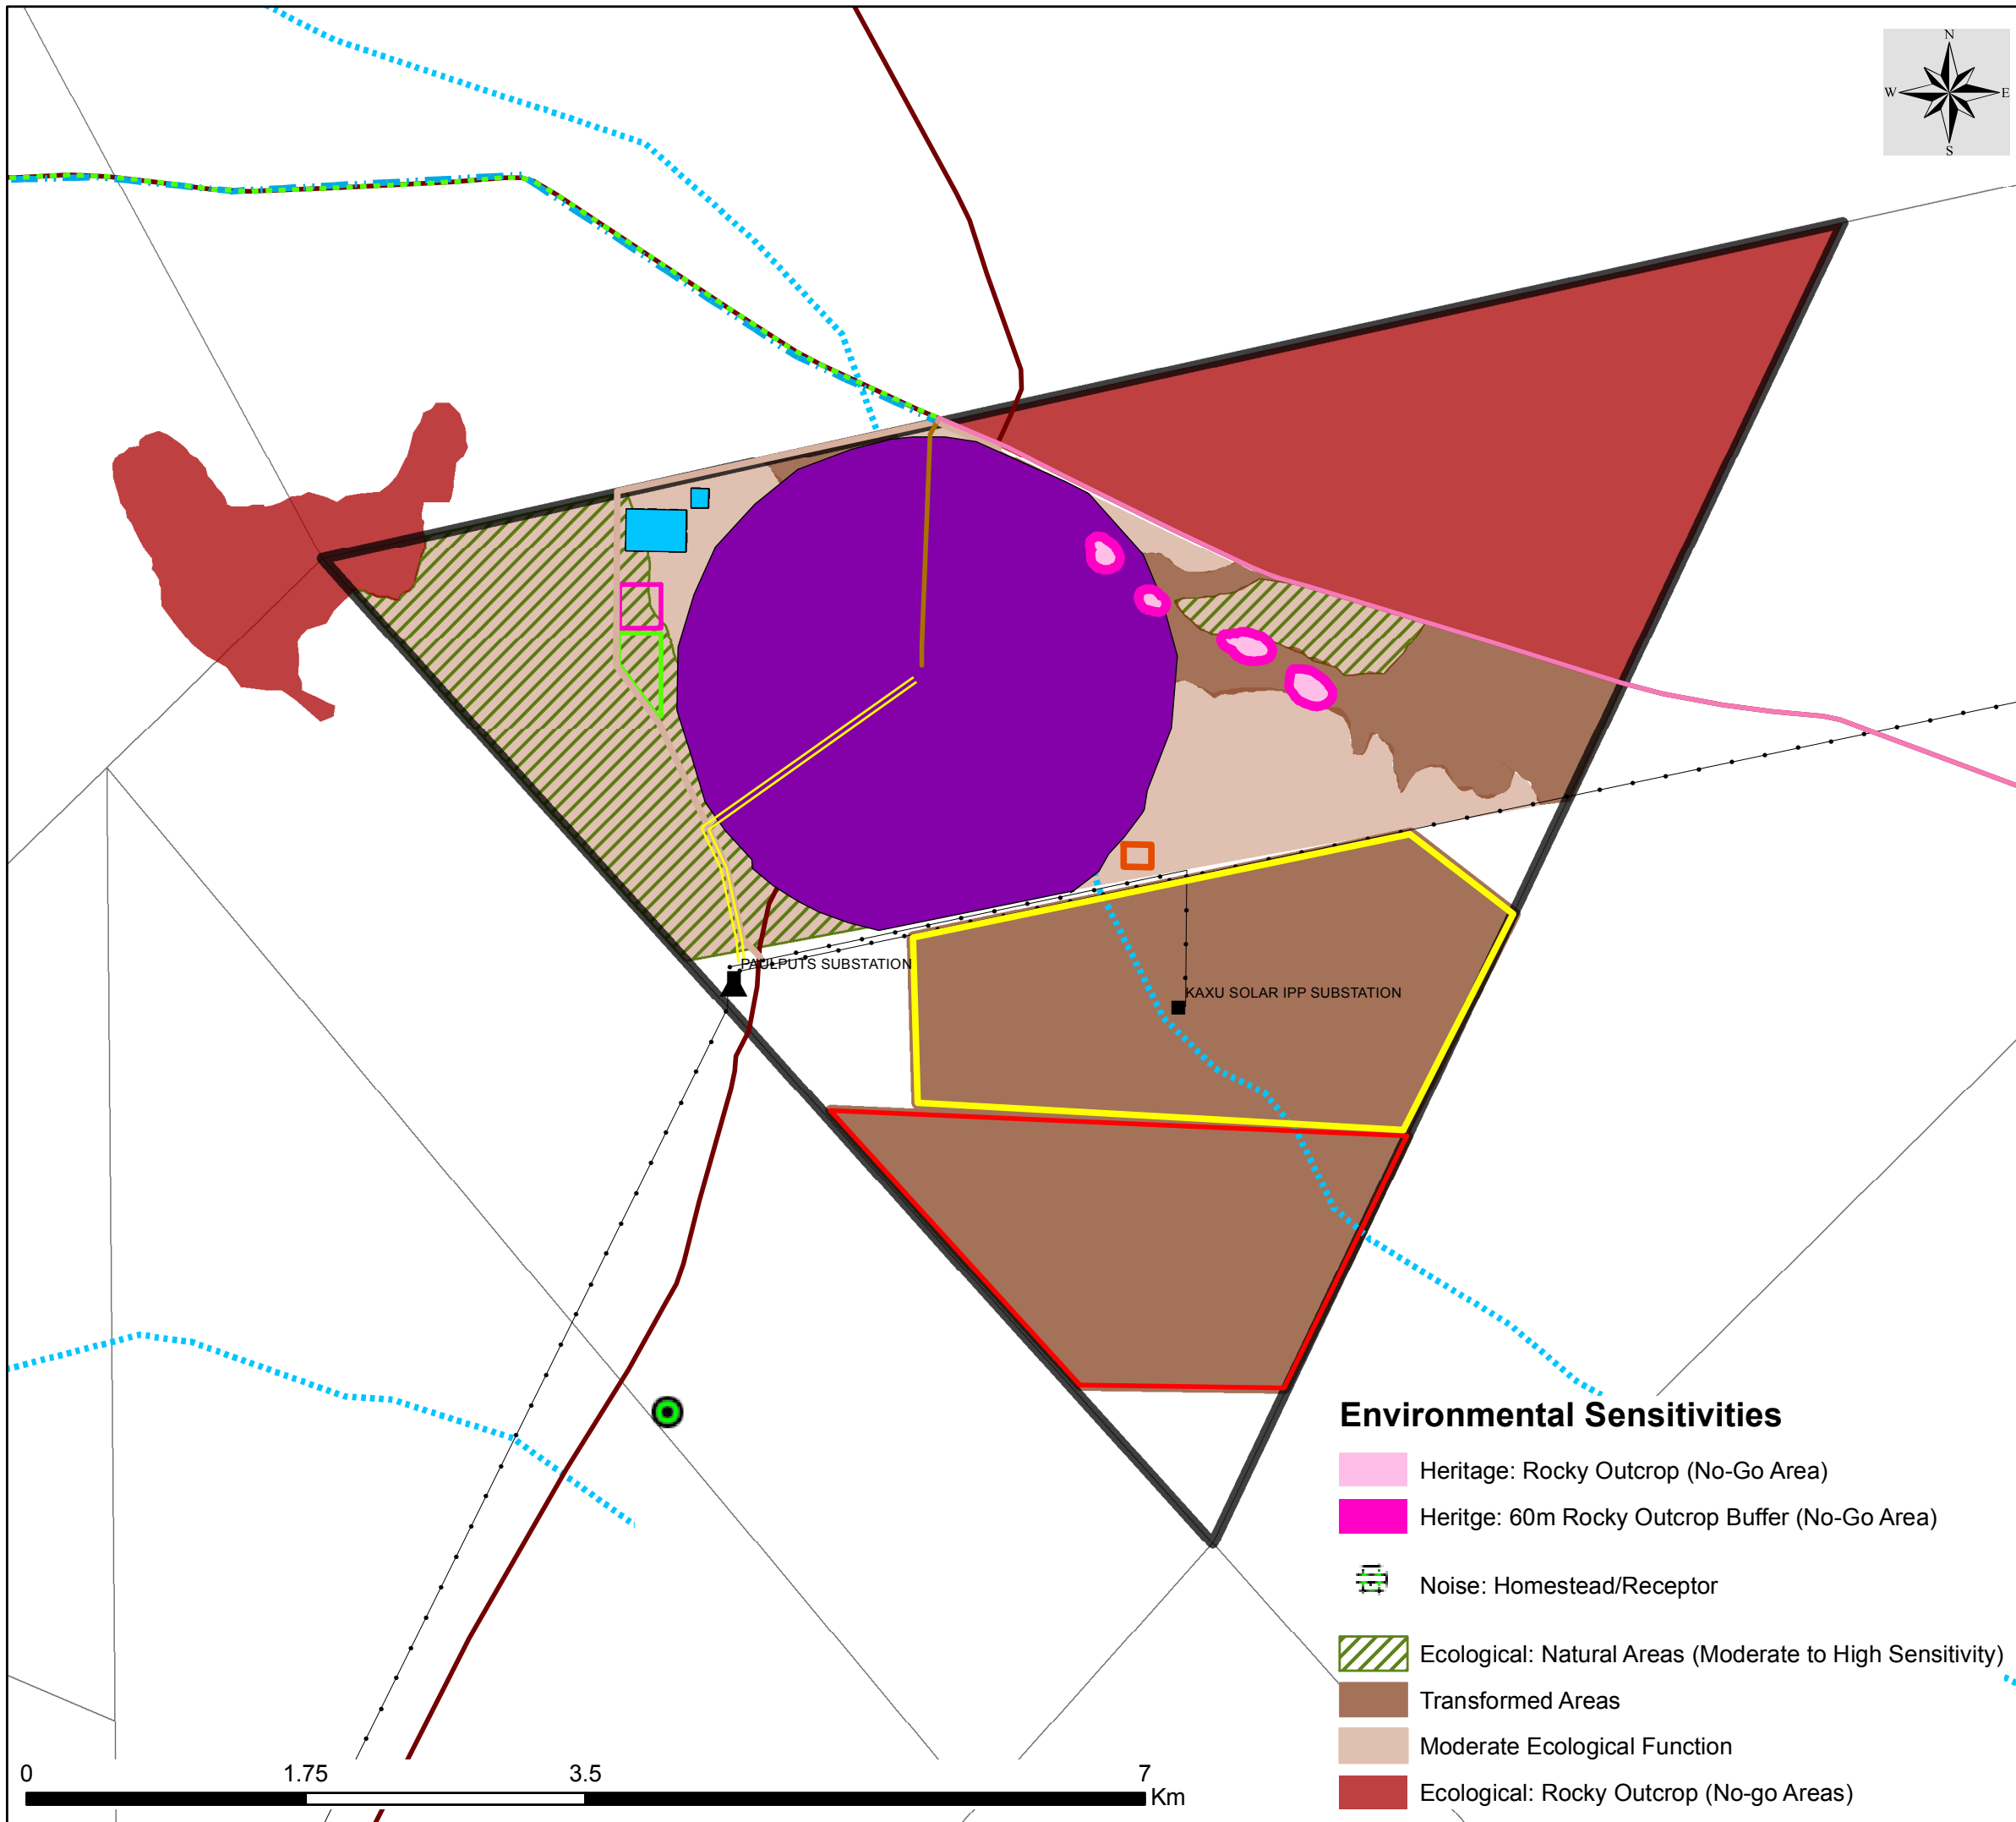 N
W E
S
PAULPUTS SUBSTATION
KAXU SOLAR IPP SUBSTATION
Environmental Sensitivities
Heritage: Rocky Outcrop (No-Go Area)
Heritge: 60m Rocky Outcrop Buffer (No-Go Area)
Noise: Homestead/Receptor
Ecological: Natural Areas (Moderate to High Sensitivity)
Transformed Areas
Moderate Ecological Function
Ecological: Rocky Outcrop (No-go Areas)
0 1.75 3.5 7
Km